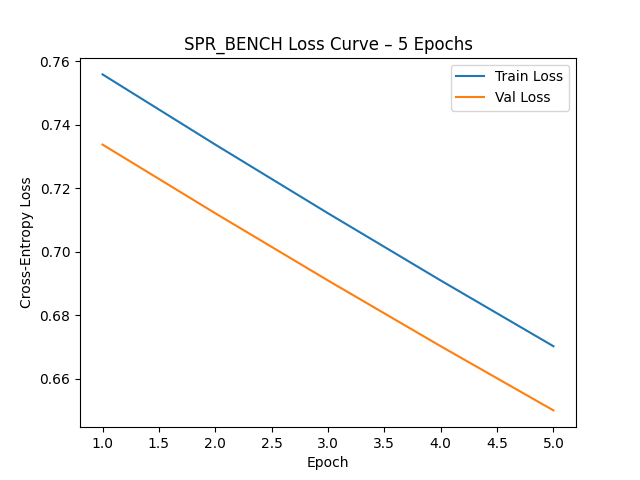 SPR_BENCH Loss Curve – 5 Epochs
Train Loss
Val Loss
Cross-Entropy Loss
0.76
0.74
0.72
0.70
0.68
0.66
1.0 1.5 2.0 2.5 3.0 3.5 4.0 4.5 5.0
Epoch